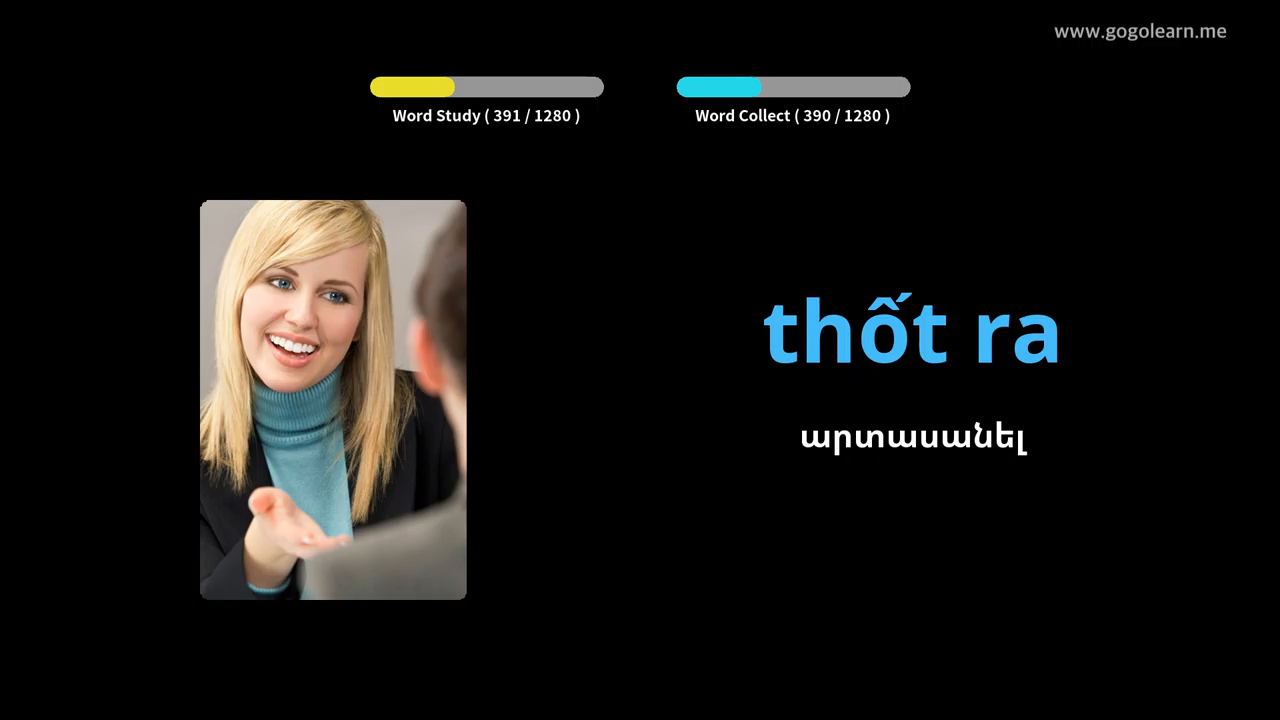 www.gogolearn.me
Word Study ( 391 / 1280 )
Word Collect ( 390 / 1280 )
thốt ra
արտասանել